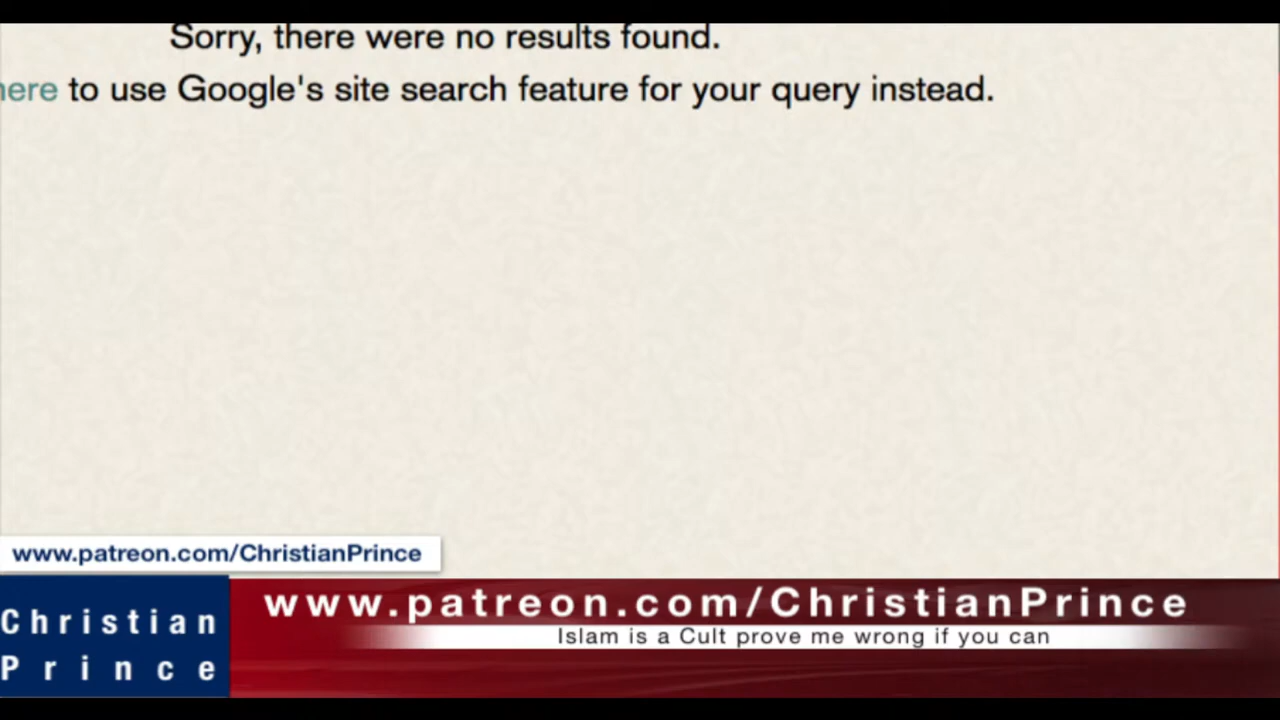 Sorry, there were no results found.
here to use Google's site search feature for your query instead.
www.patreon.com/ChristianPrince
Christian
Prince
www.patreon.com/ChristianPrince
Islam is a Cult prove me wrong if you can